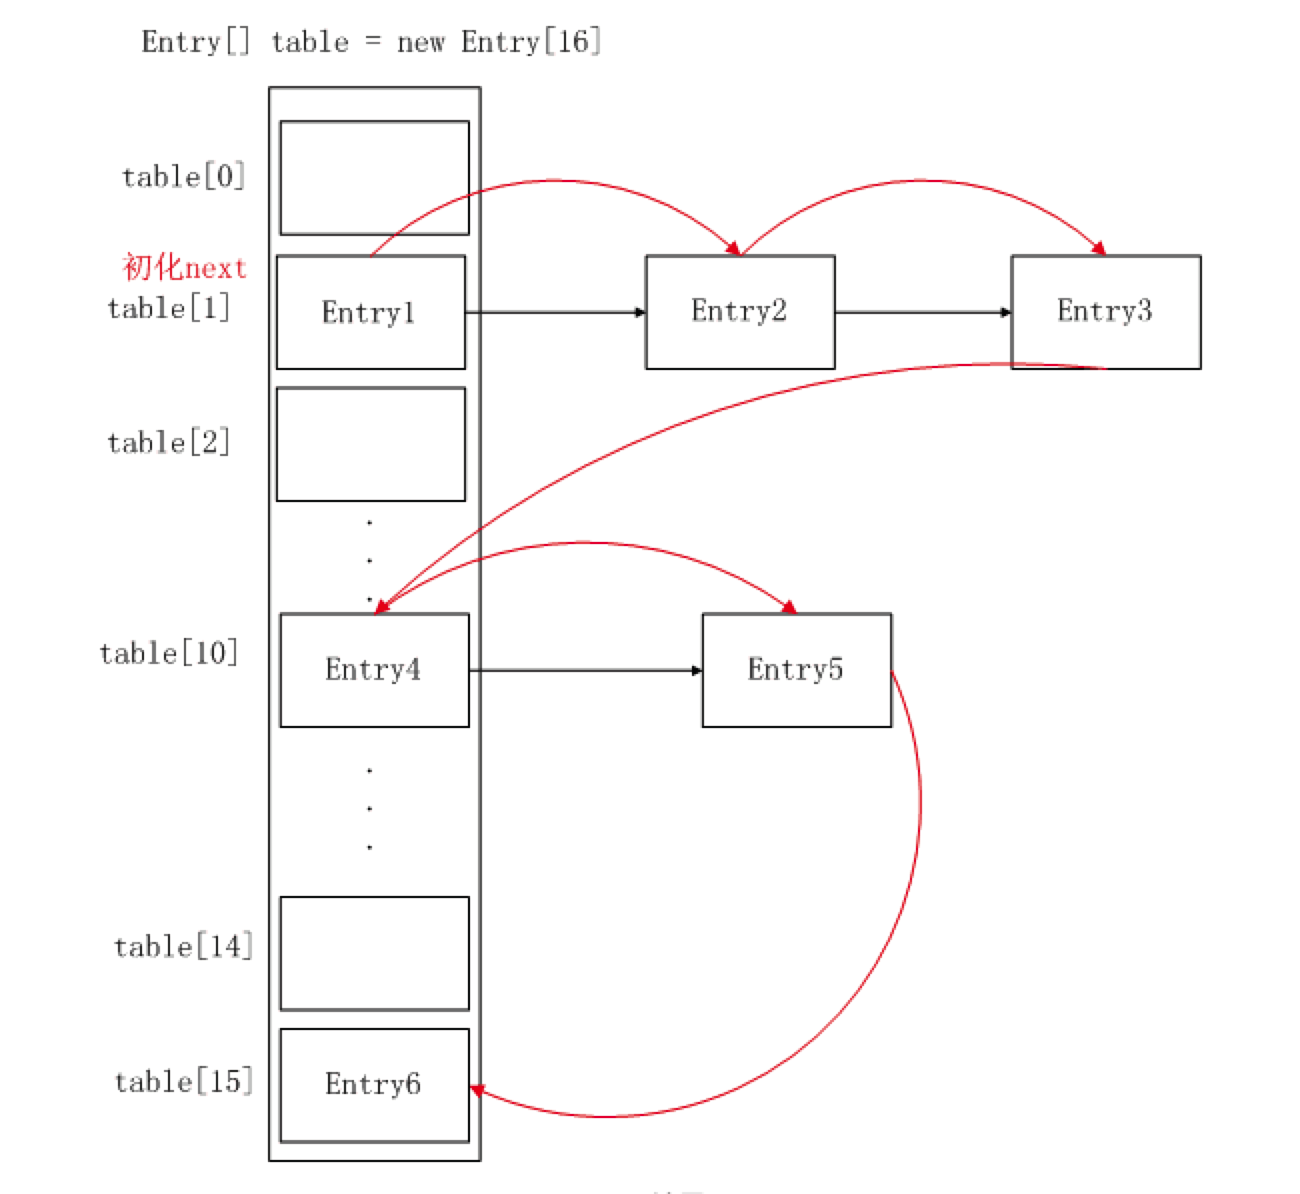 Entry[] table = new Entry[16]
table[0]
初化next
table[1]
Entry1
Entry2
Entry3
table[2]
table[10]
Entry4
Entry5
table[14]
table[15]
Entry6